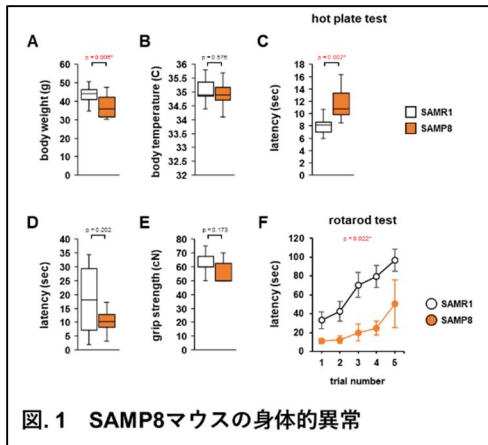 hot plate test
A
B
C
p = 0.008*
p = 0.576
p = 0.002*
body weight (g)
60
50
40
30
20
10
0
body temperature (C)
36
35.5
35
34.5
34
33.5
33
32.5
32
latency (sec)
18
16
14
12
10
8
6
4
2
0
SAMR1
SAMP8
D
E
F
rotarod test
p = 0.202
p = 0.173
p = 0.022*
latency (sec)
40
35
30
25
20
15
10
5
0
grip strength (cN)
80
70
60
50
40
30
20
10
0
latency (sec)
120
100
80
60
40
20
0
1 2 3 4 5
trial number
SAMR1
SAMP8
図. 1 SAMP8マウスの身体的異常